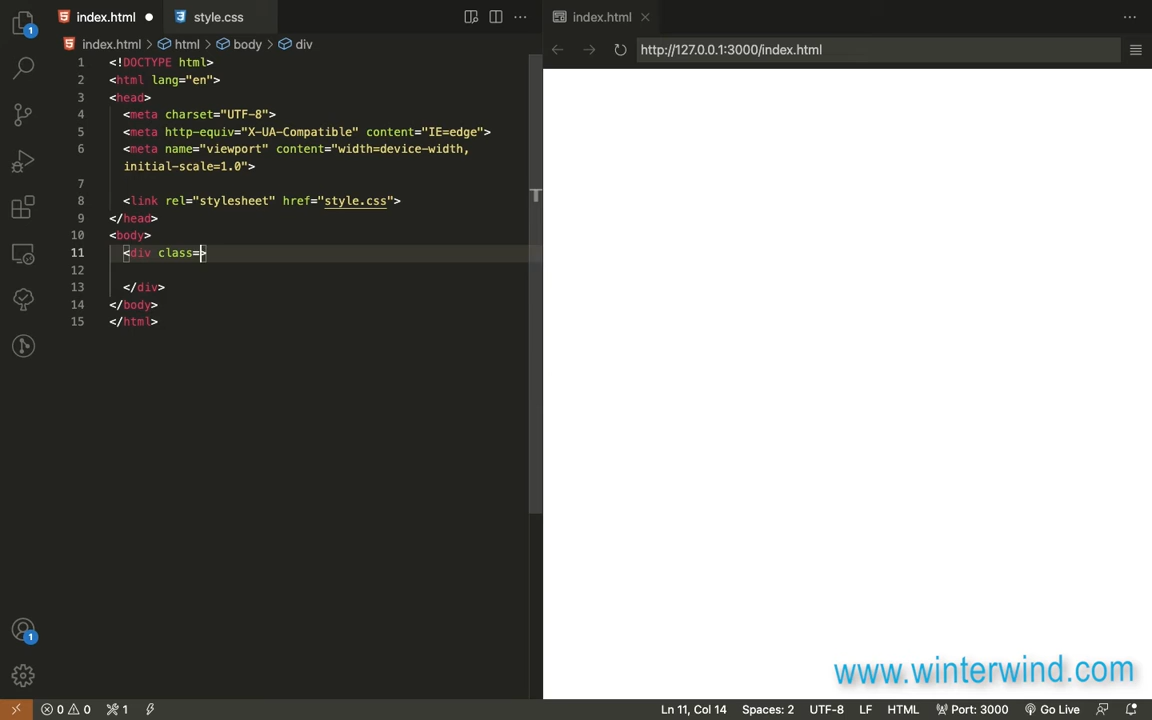 index.html
style.css
index.html
index.html > html > body > div
http://127.0.0.1:3000/index.html
1 <!DOCTYPE html>
2 <html lang="en">
3 <head>
4 <meta charset="UTF-8">
5 <meta http-equiv="X-UA-Compatible" content="IE=edge">
6 <meta name="viewport" content="width=device-width,
initial-scale=1.0">
7
8 <link rel="stylesheet" href="style.css">
9 </head>
10 <body>
11 <div class=>
12
13 </div>
14 </body>
15 </html>
1
1
www.winterwind.com
0 0 1 Ln 11, Col 14 Spaces: 2 UTF-8 LF HTML Port: 3000 Go Live